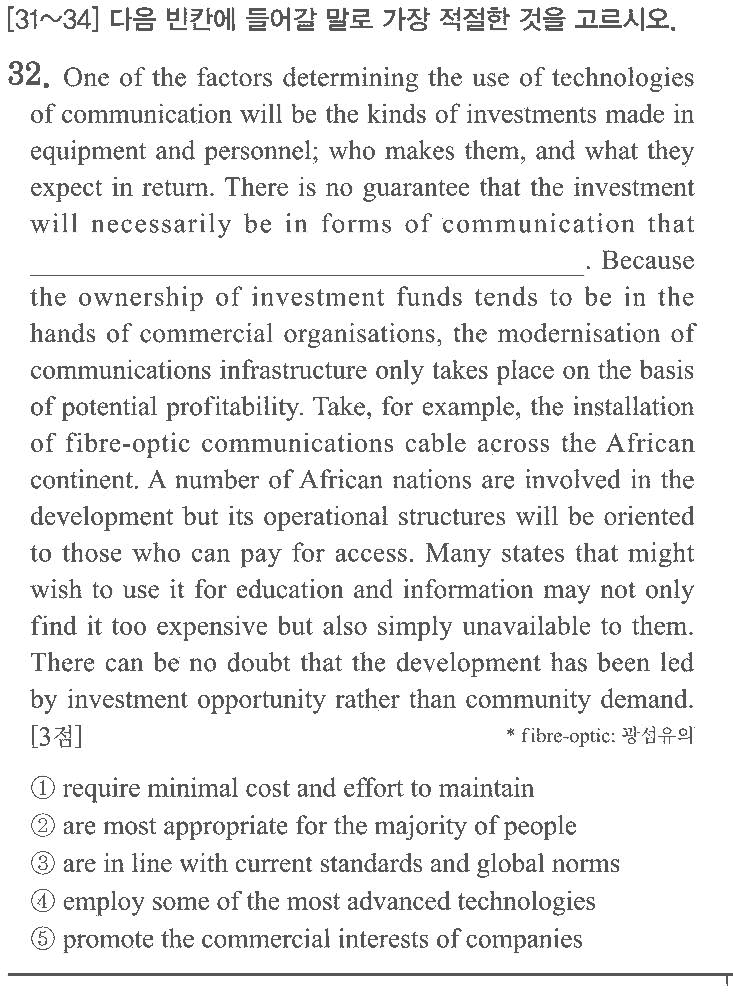 [31~34] 다음 빈칸에 들어갈 말로 가장 적절한 것을 고르시오.
32. One of the factors determining the use of technologies
of communication will be the kinds of investments made in
equipment and personnel; who makes them, and what they
expect in return. There is no guarantee that the investment
will necessarily be in forms of communication that
______________________________________. Because
the ownership of investment funds tends to be in the
hands of commercial organisations, the modernisation of
communications infrastructure only takes place on the basis
of potential profitability. Take, for example, the installation
of fibre-optic communications cable across the African
continent. A number of African nations are involved in the
development but its operational structures will be oriented
to those who can pay for access. Many states that might
wish to use it for education and information may not only
find it too expensive but also simply unavailable to them.
There can be no doubt that the development has been led
by investment opportunity rather than community demand.
[3점] * fibre-optic: 광섬유의
① require minimal cost and effort to maintain
② are most appropriate for the majority of people
③ are in line with current standards and global norms
④ employ some of the most advanced technologies
⑤ promote the commercial interests of companies